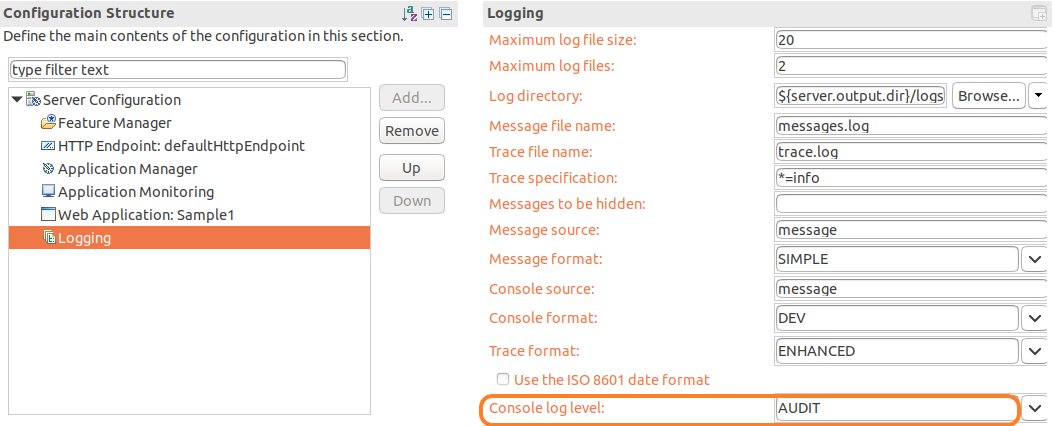 Configuration Structure
Define the main contents of the configuration in this section.
type filter text
Server Configuration
Feature Manager
HTTP Endpoint: defaultHttpEndpoint
Application Manager
Application Monitoring
Web Application: Sample1
Logging
Add...
Remove
Up
Down
Logging
Maximum log file size: 20
Maximum log files: 2
Log directory: ${server.output.dir}/logs Browse...
Message file name: messages.log
Trace file name: trace.log
Trace specification: *=info
Messages to be hidden:
Message source: message
Message format: SIMPLE
Console source: message
Console format: DEV
Trace format: ENHANCED
Use the ISO 8601 date format
Console log level: AUDIT